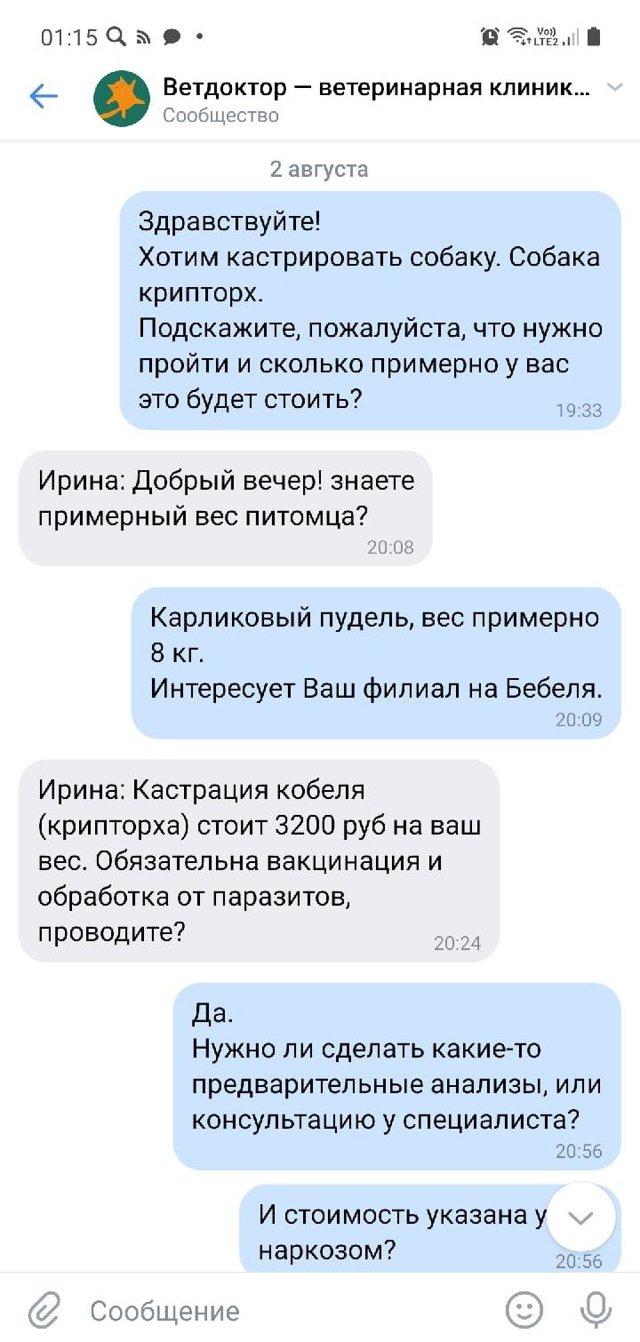 01:15
Vo))
LTE2
Ветдоктор — ветеринарная клиник...
Сообщество
2 августа
Здравствуйте!
Хотим кастрировать собаку. Собака
крипторх.
Подскажите, пожалуйста, что нужно
пройти и сколько примерно у вас
это будет стоить?
19:33
Ирина: Добрый вечер! знаете
примерный вес питомца?
20:08
Карликовый пудель, вес примерно
8 кг.
Интересует Ваш филиал на Бебеля.
20:09
Ирина: Кастрация кобеля
(крипторха) стоит 3200 руб на ваш
вес. Обязательна вакцинация и
обработка от паразитов,
проводите?
20:24
Да.
Нужно ли сделать какие-то
предварительные анализы, или
консультацию у специалиста?
20:56
И стоимость указана у
наркозом?
20:56
Сообщение